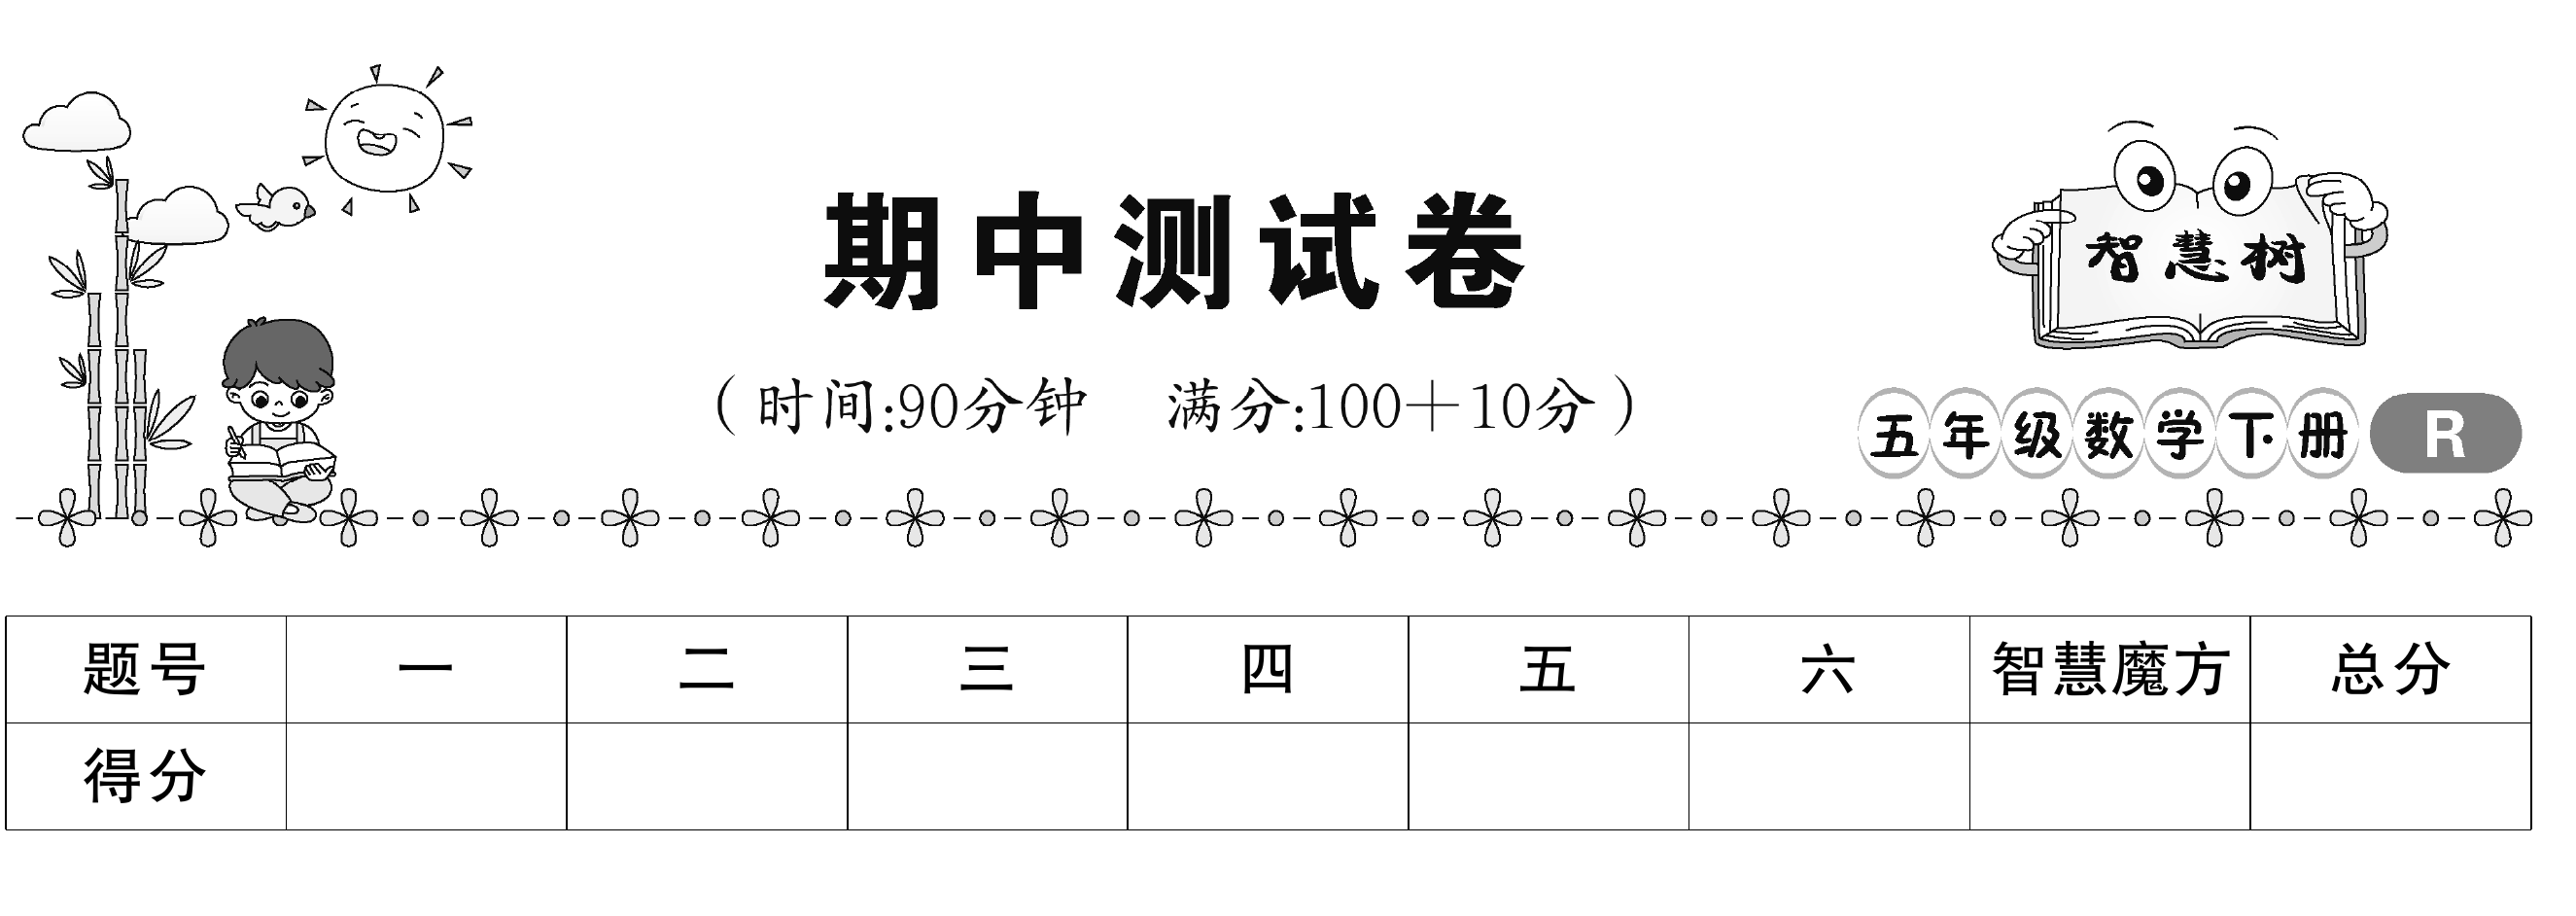 智慧树
期中测试卷
（时间:90分钟 满分:100+10分）
五年级数学下册 R
题号 一 二 三 四 五 六 智慧魔方 总分
得分